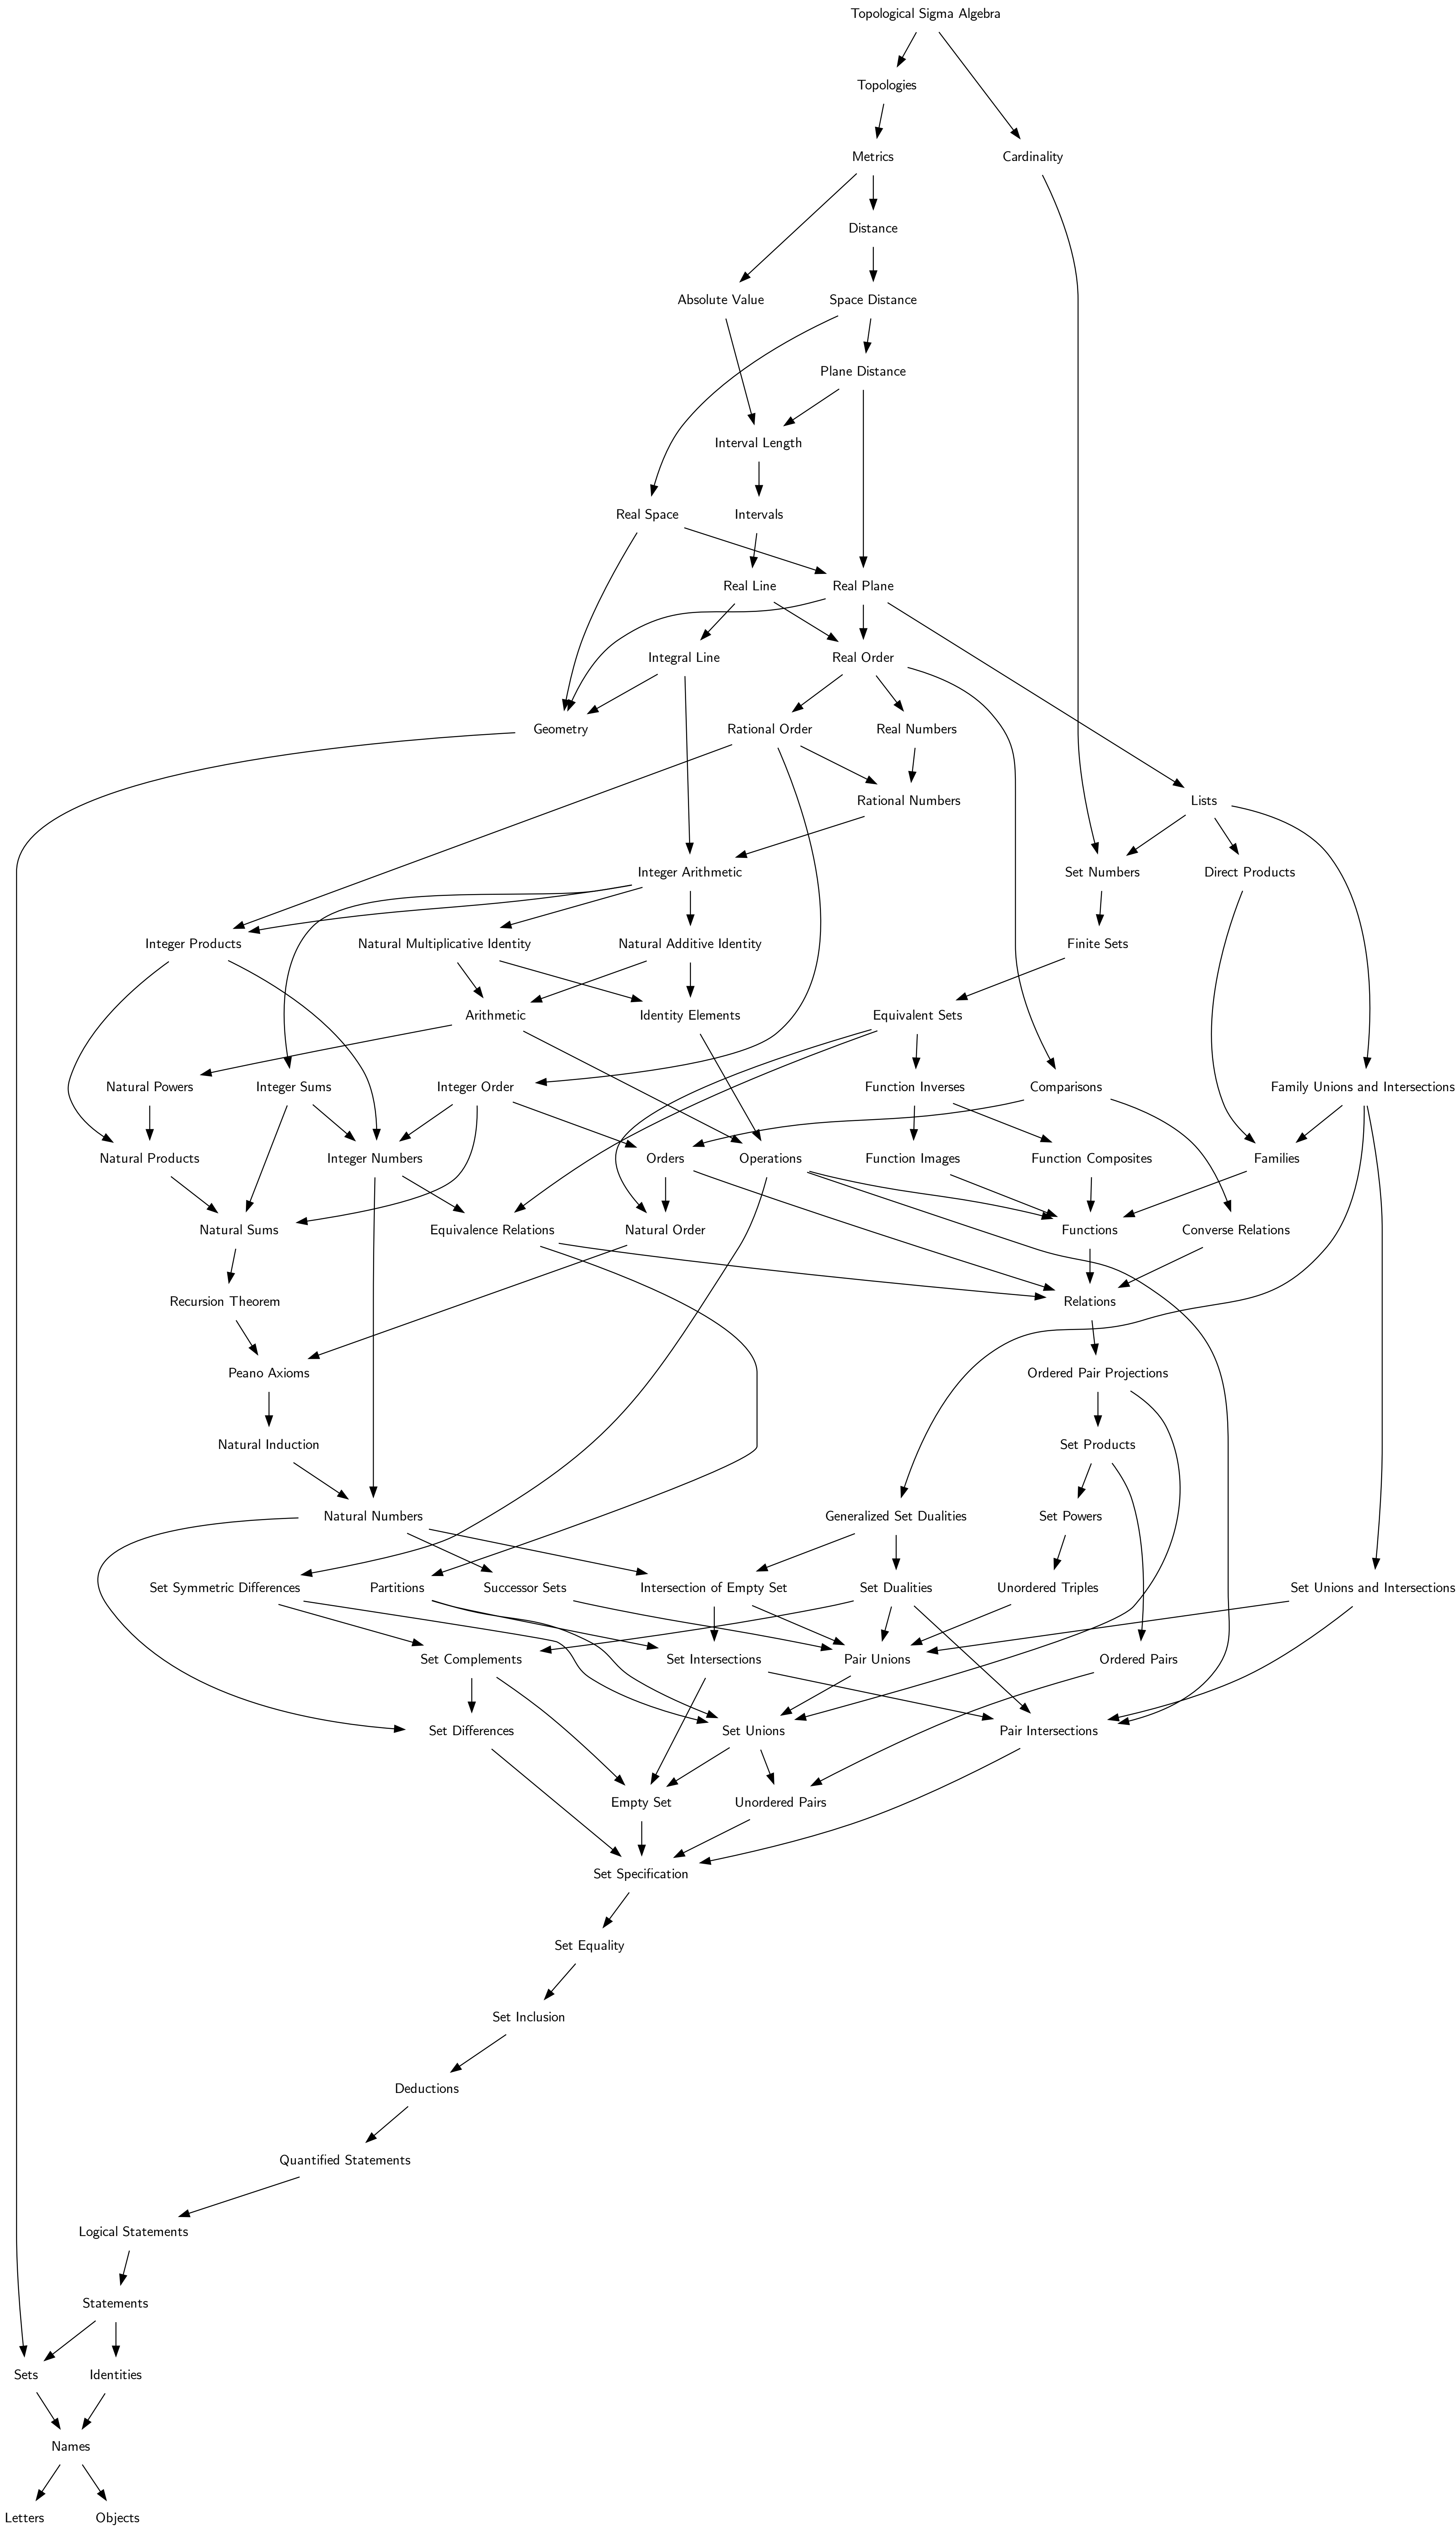 Topological Sigma Algebra
Topologies
Metrics
Cardinality
Distance
Absolute Value
Space Distance
Plane Distance
Interval Length
Real Space
Intervals
Real Line
Real Plane
Integral Line
Real Order
Geometry
Rational Order
Real Numbers
Rational Numbers
Lists
Integer Arithmetic
Set Numbers
Direct Products
Integer Products
Natural Multiplicative Identity
Natural Additive Identity
Finite Sets
Arithmetic
Identity Elements
Equivalent Sets
Natural Powers
Integer Sums
Integer Order
Function Inverses
Comparisons
Family Unions and Intersections
Natural Products
Integer Numbers
Orders
Operations
Function Images
Function Composites
Families
Natural Sums
Equivalence Relations
Natural Order
Functions
Converse Relations
Recursion Theorem
Relations
Peano Axioms
Ordered Pair Projections
Natural Induction
Set Products
Natural Numbers
Generalized Set Dualities
Set Powers
Set Symmetric Differences
Partitions
Successor Sets
Intersection of Empty Set
Set Dualities
Unordered Triples
Set Unions and Intersections
Set Complements
Set Intersections
Pair Unions
Ordered Pairs
Set Differences
Set Unions
Pair Intersections
Empty Set
Unordered Pairs
Set Specification
Set Equality
Set Inclusion
Deductions
Quantified Statements
Logical Statements
Statements
Sets
Identities
Names
Letters
Objects